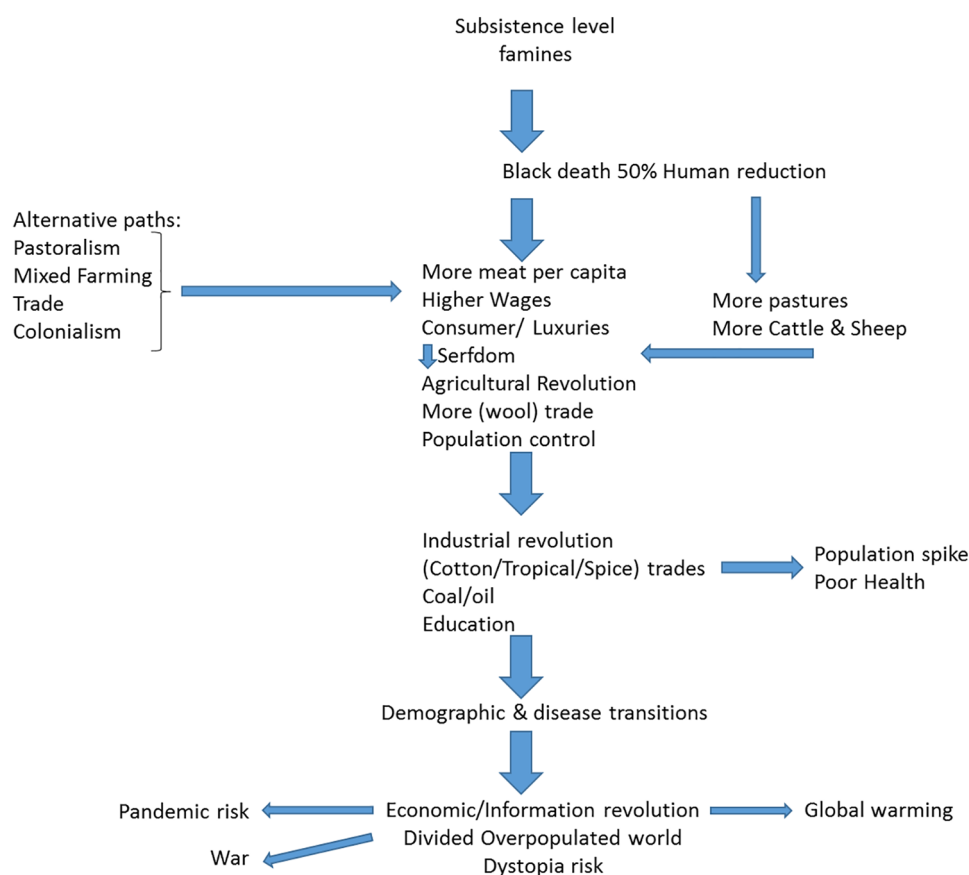 Subsistence level
famines
Black death 50% Human reduction
Alternative paths:
Pastoralism
Mixed Farming
Trade
Colonialism
More meat per capita
Higher Wages
Consumer/ Luxuries
Serfdom
Agricultural Revolution
More (wool) trade
Population control
More pastures
More Cattle & Sheep
Industrial revolution
(Cotton/Tropical/Spice) trades
Coal/oil
Education
Population spike
Poor Health
Demographic & disease transitions
Pandemic risk
Economic/Information revolution
Global warming
Divided Overpopulated world
War
Dystopia risk